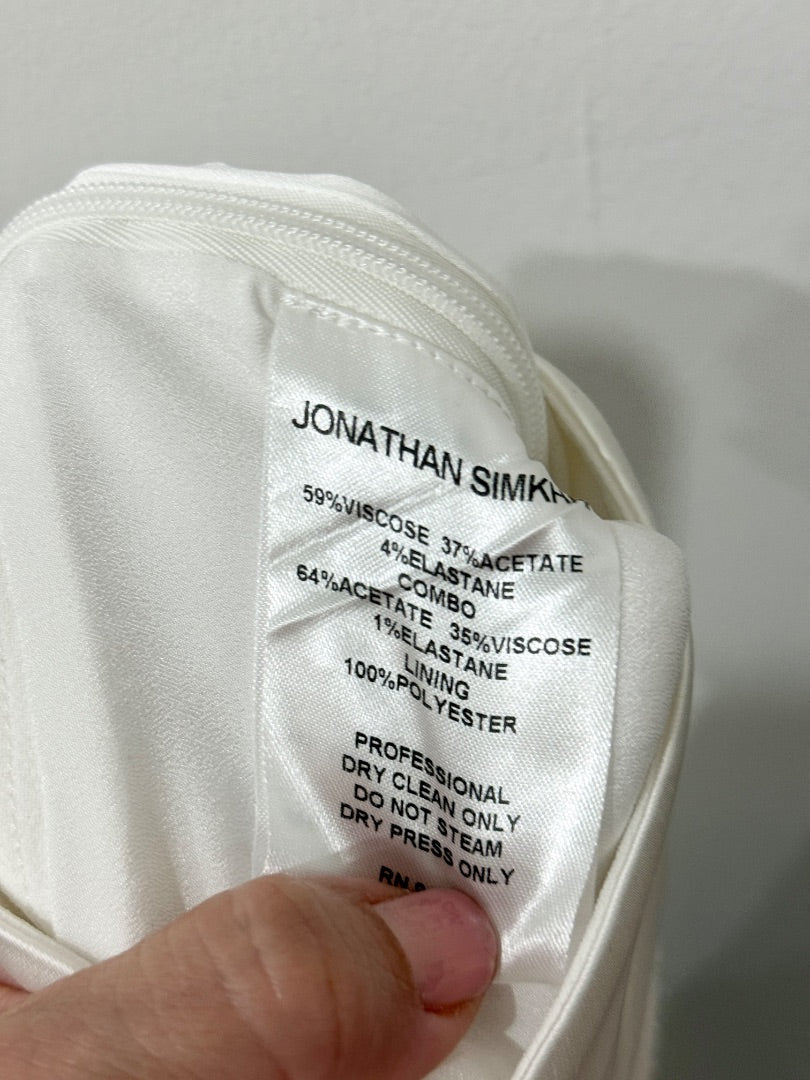 JONATHAN
59%VISCOSE 37%ACETATE
4%ELASTANE
COMBO
64%ACETATE 35%VISCOSE
1%ELASTANE
LINING
100%POLYESTER
PROFESSIONAL
DRY CLEAN ONLY
DO NOT STEAM
DRY PRESS ONLY
RN